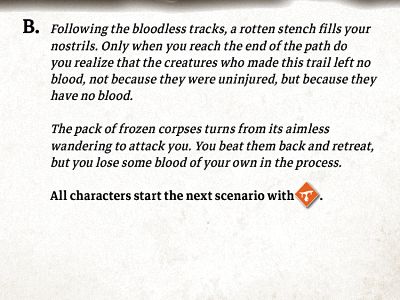 B. Following the bloodless tracks, a rotten stench fills your
nostrils. Only when you reach the end of the path do
you realize that the creatures who made this trail left no
blood, not because they were uninjured, but because they
have no blood.
The pack of frozen corpses turns from its aimless
wandering to attack you. You beat them back and retreat,
but you lose some blood of your own in the process.
All characters start the next scenario with .